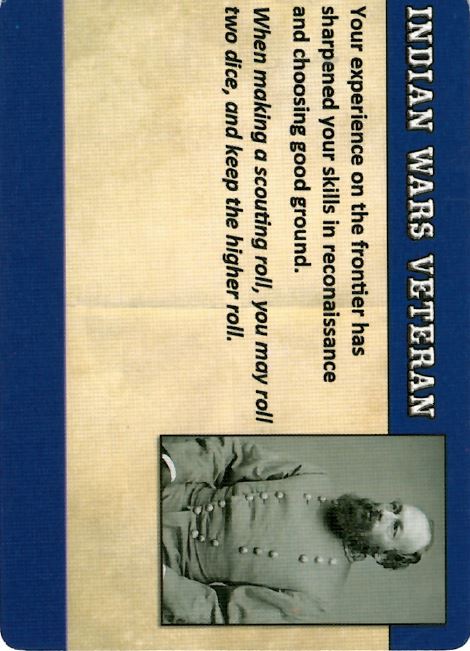 INDIAN WARS VETERAN
Your experience on the frontier has
sharpened your skills in reconaissance
and choosing good ground.
When making a scouting roll, you may roll
two dice, and keep the higher roll.